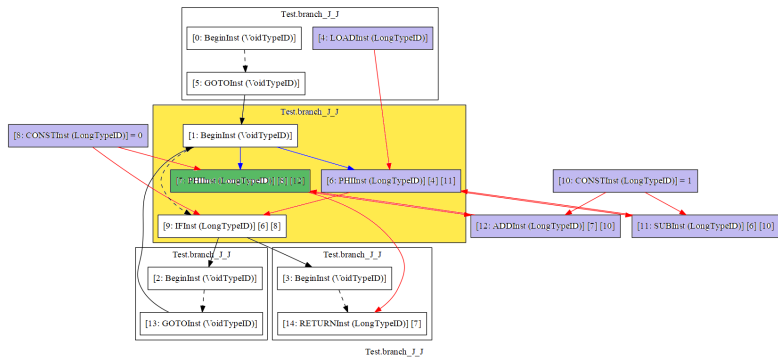 Test.branch_J_J
[0: BeginInst (VoidTypeID)]
[4: LOADInst (LongTypeID)]
[5: GOTOInst (VoidTypeID)]
Test.branch_J_J
[8: CONSTInst (LongTypeID)] = 0
[1: BeginInst (VoidTypeID)]
[7: PHIInst (LongTypeID)] [8] [12]
[6: PHIInst (LongTypeID)] [4] [11]
[10: CONSTInst (LongTypeID)] = 1
[9: IFInst (LongTypeID)] [6] [8]
[12: ADDInst (LongTypeID)] [7] [10]
[11: SUBInst (LongTypeID)] [6] [10]
Test.branch_J_J
Test.branch_J_J
[2: BeginInst (VoidTypeID)]
[3: BeginInst (VoidTypeID)]
[13: GOTOInst (VoidTypeID)]
[14: RETURNInst (LongTypeID)] [7]
Test.branch_J_J